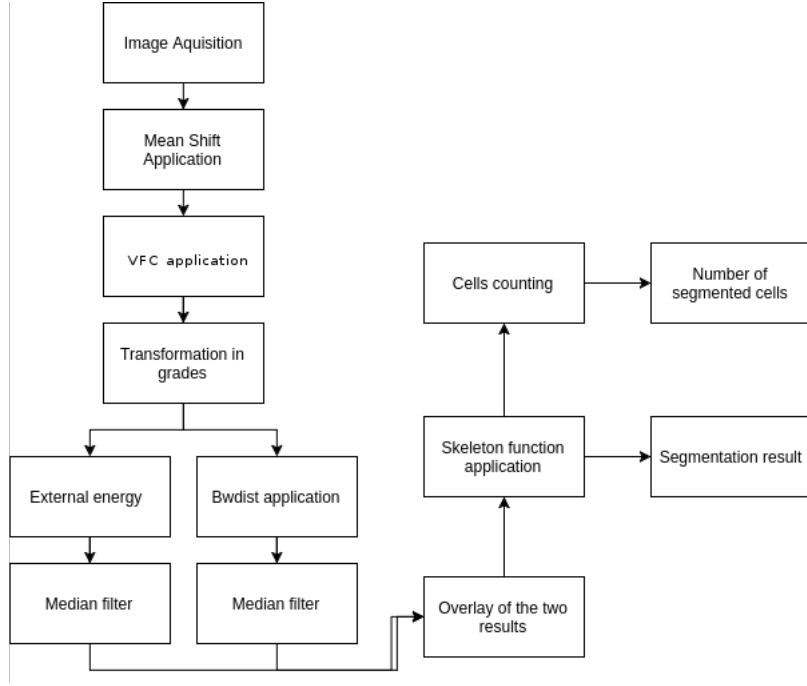 Image Aquisition
Mean Shift
Application
VFC application
Transformation in
grades
External energy
Bwdist application
Median filter
Median filter
Overlay of the two
results
Skeleton function
application
Segmentation result
Cells counting
Number of
segmented cells